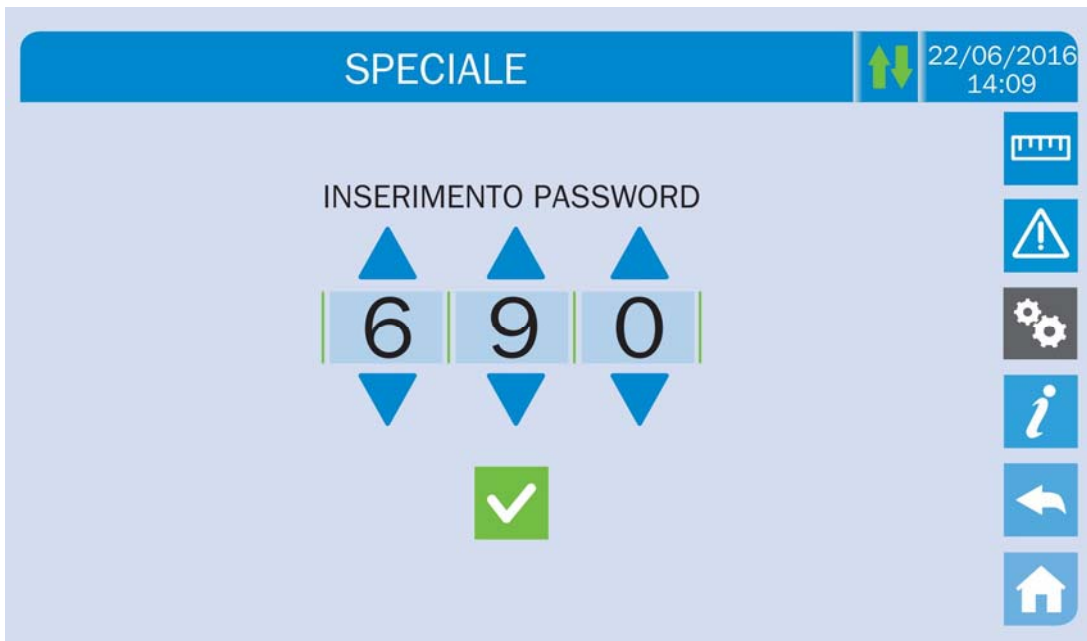 SPECIALE
22/06/2016
14:09
INSERIMENTO PASSWORD
6 9 0
i